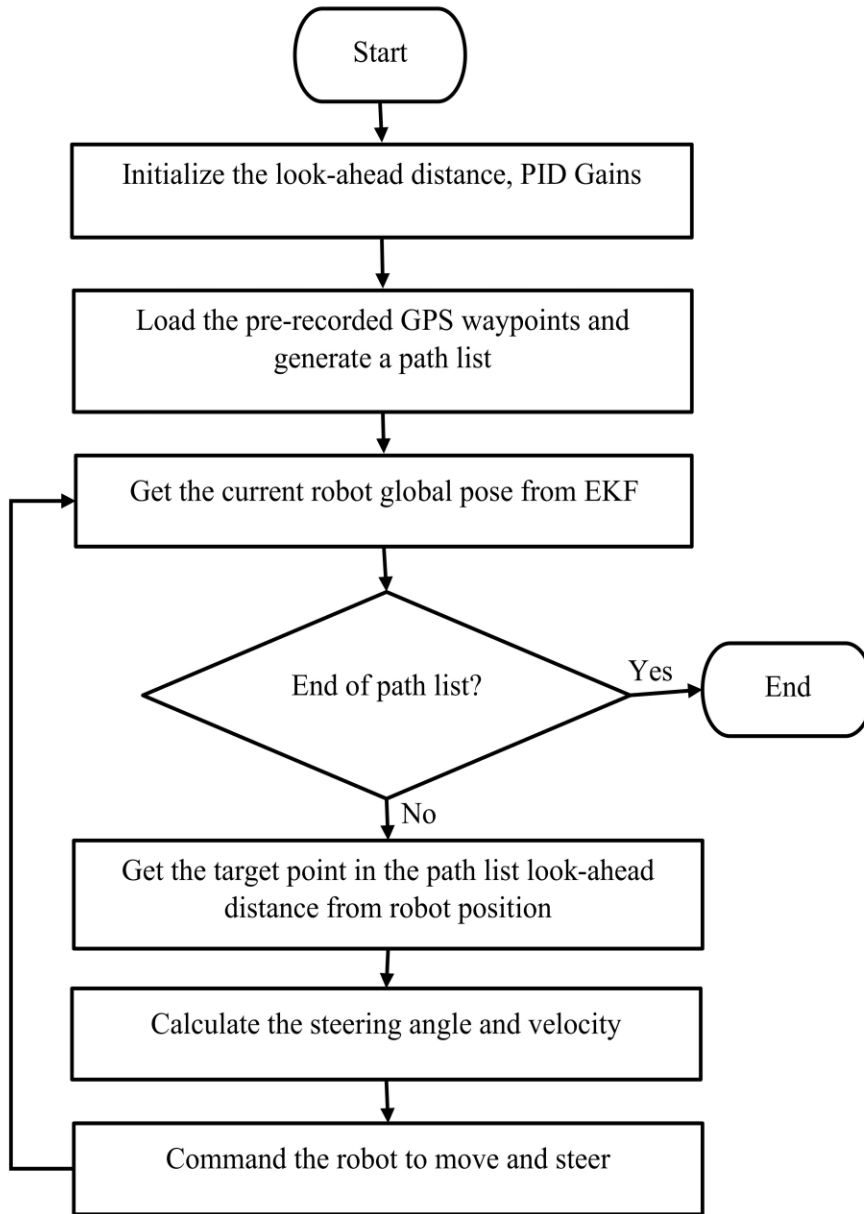 Start
Initialize the look-ahead distance, PID Gains
Load the pre-recorded GPS waypoints and
generate a path list
Get the current robot global pose from EKF
End of path list?
Yes
End
No
Get the target point in the path list look-ahead
distance from robot position
Calculate the steering angle and velocity
Command the robot to move and steer